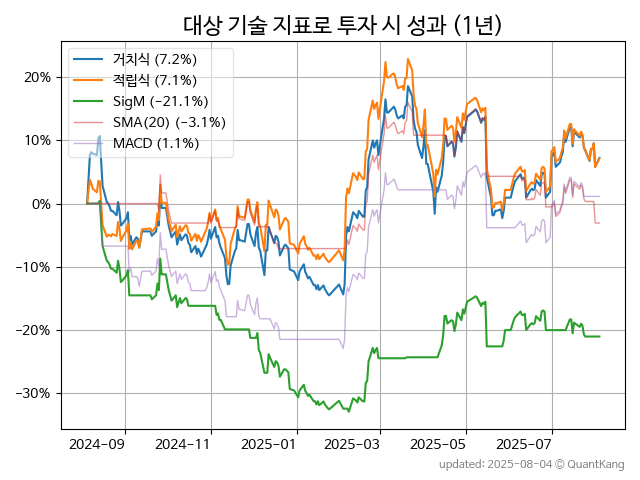 대상 기술 지표로 투자 시 성과 (1년)
거치식 (7.2%)
적립식 (7.1%)
SigM (−21.1%)
SMA(20) (−3.1%)
MACD (1.1%)
20%
10%
0%
−10%
−20%
−30%
2024-09 2024-11 2025-01 2025-03 2025-05 2025-07
updated: 2025-08-04 © QuantKang